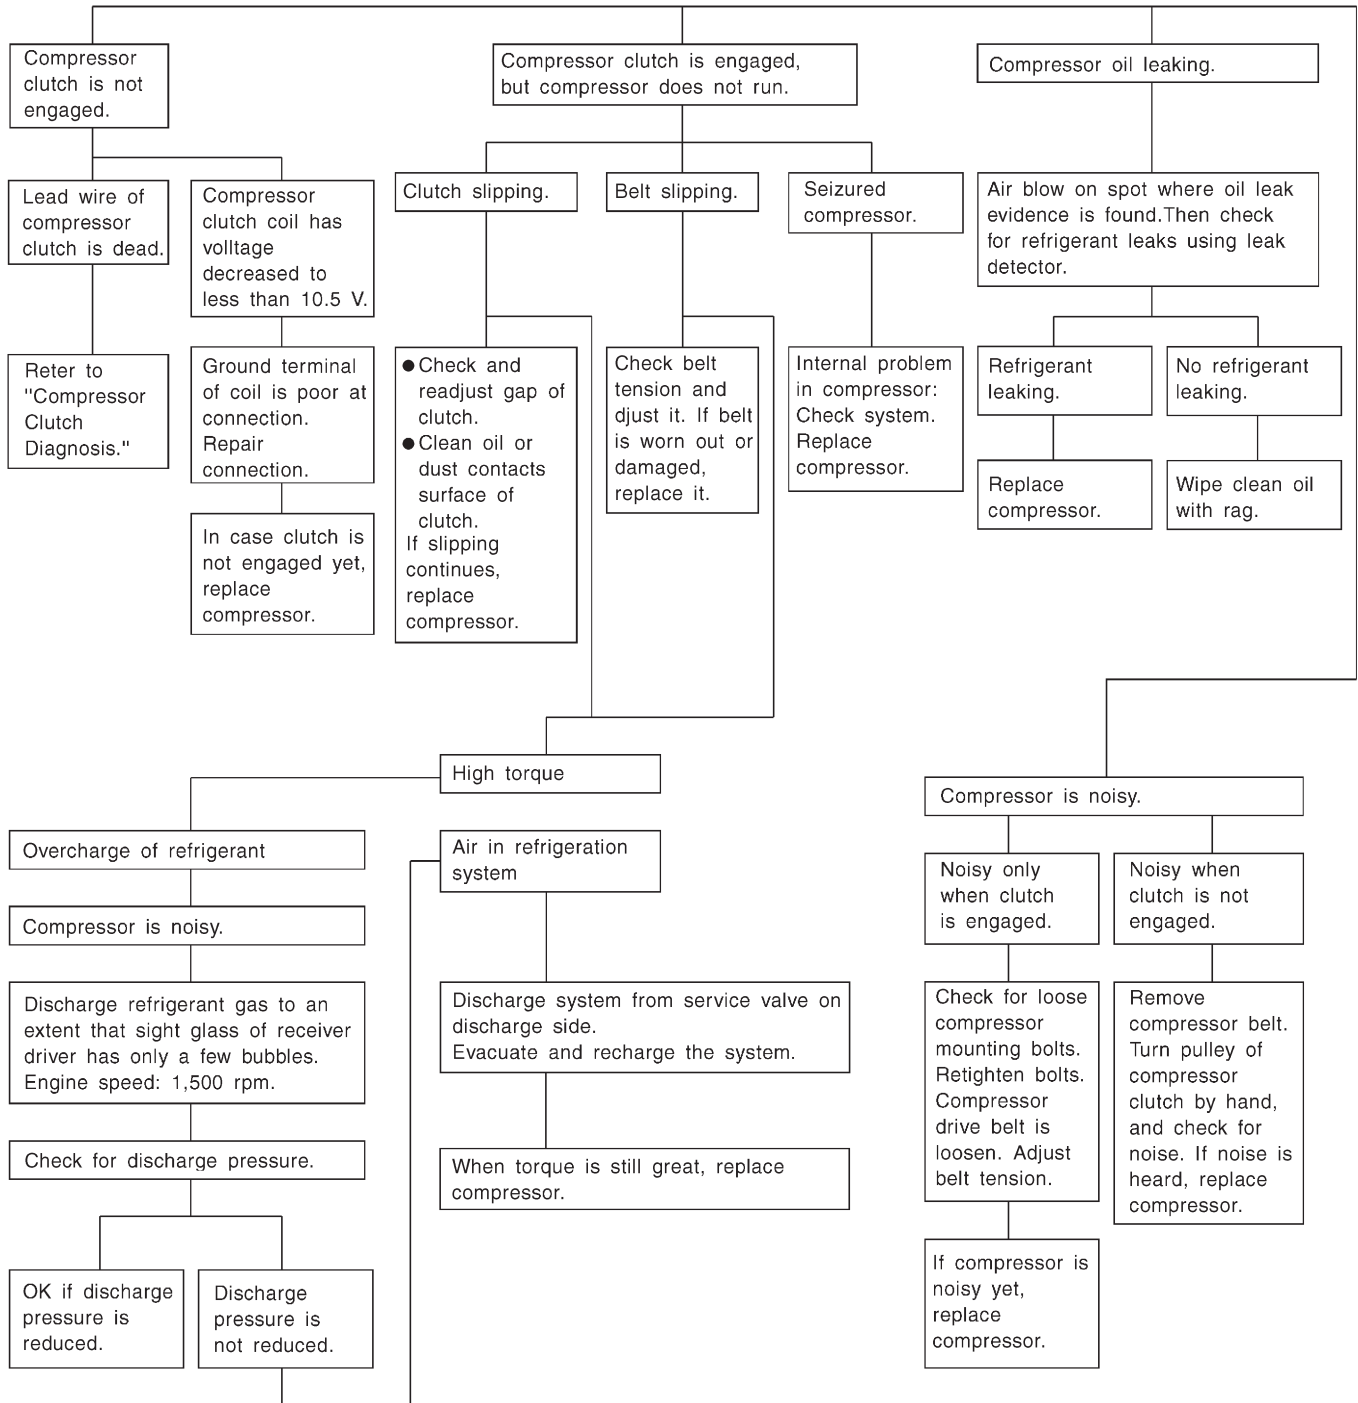 Compressor
clutch is not
engaged.
Compressor clutch is engaged,
but compressor does not run.
Compressor oil leaking.
Lead wire of
compressor
clutch is dead.
Compressor
clutch coil has
volltage
decreased to
less than 10.5 V.
Clutch slipping.
Belt slipping.
Seizured
compressor.
Air blow on spot where oil leak
evidence is found.Then check
for refrigerant leaks using leak
detector.
Reter to
"Compressor
Clutch
Diagnosis."
Ground terminal
of coil is poor at
connection.
Repair
connection.
● Check and
readjust gap of
clutch.
● Clean oil or
dust contacts
surface of
clutch.
If slipping
continues,
replace
compressor.
Check belt
tension and
djust it. If belt
is worn out or
damaged,
replace it.
Internal problem
in compressor:
Check system.
Replace
compressor.
Refrigerant
leaking.
No refrigerant
leaking.
Replace
compressor.
Wipe clean oil
with rag.
In case clutch is
not engaged yet,
replace
compressor.
High torque
Overcharge of refrigerant
Compressor is noisy.
Discharge refrigerant gas to an
extent that sight glass of receiver
driver has only a few bubbles.
Engine speed: 1,500 rpm.
Check for discharge pressure.
OK if discharge
pressure is
reduced.
Discharge
pressure is
not reduced.
Air in refrigeration
system
Discharge system from service valve on
discharge side.
Evacuate and recharge the system.
When torque is still great, replace
compressor.
Compressor is noisy.
Noisy only
when clutch
is engaged.
Noisy when
clutch is not
engaged.
Check for loose
compressor
mounting bolts.
Retighten bolts.
Compressor
drive belt is
loosen. Adjust
belt tension.
Remove
compressor belt.
Turn pulley of
compressor
clutch by hand,
and check for
noise. If noise is
heard, replace
compressor.
If compressor is
noisy yet,
replace
compressor.